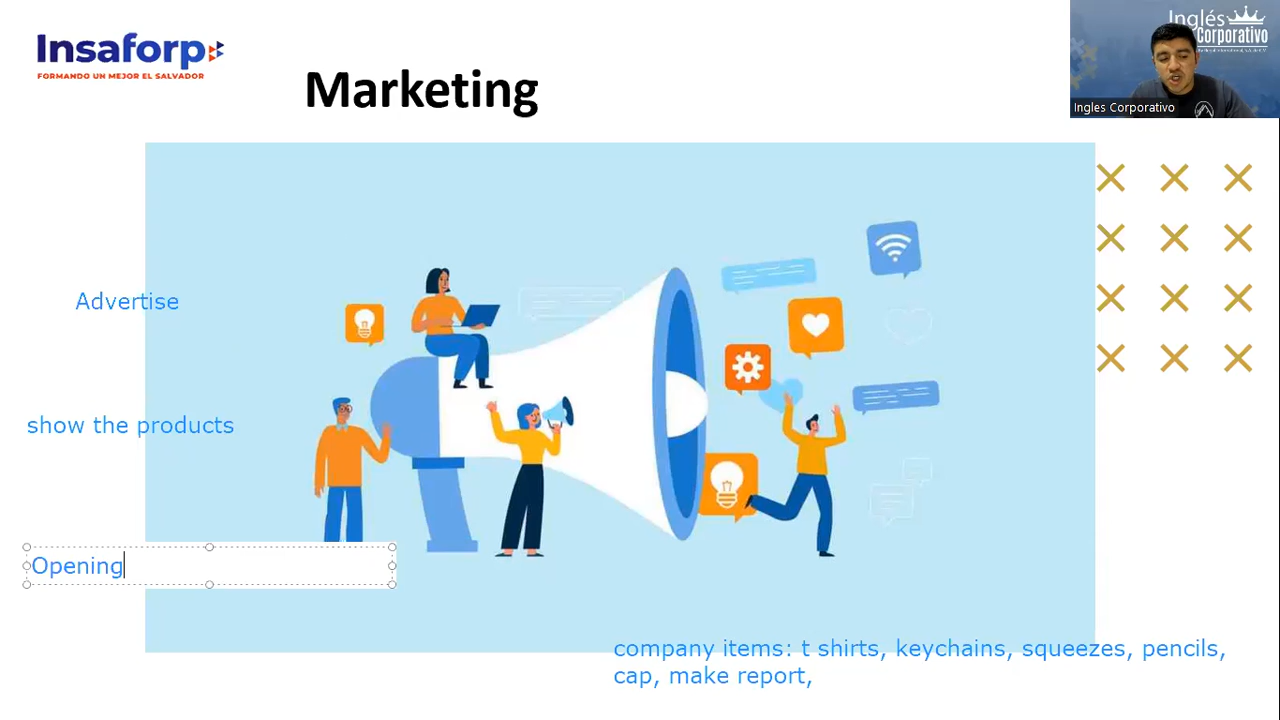 Insaforp
FORMANDO UN MEJOR EL SALVADOR
Marketing
Inglés
Corporativo
Ingles Corporativo
Advertise
show the products
Opening
company items: t shirts, keychains, squeezes, pencils,
cap, make report,